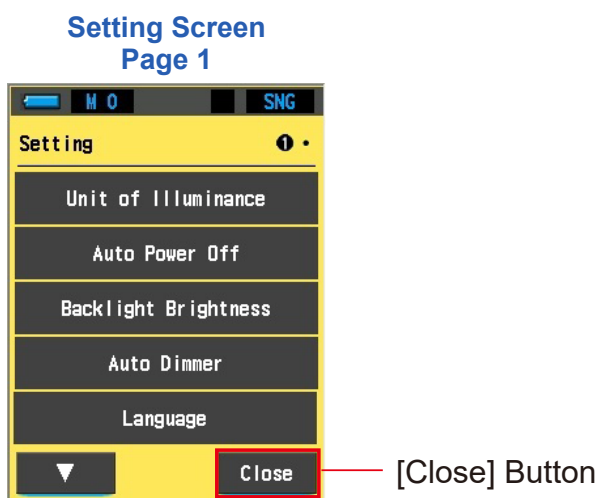 Setting Screen
Page 1
M 0 SNG
Setting ❶ ·
Unit of Illuminance
Auto Power Off
Backlight Brightness
Auto Dimmer
Language
▼ Close [Close] Button